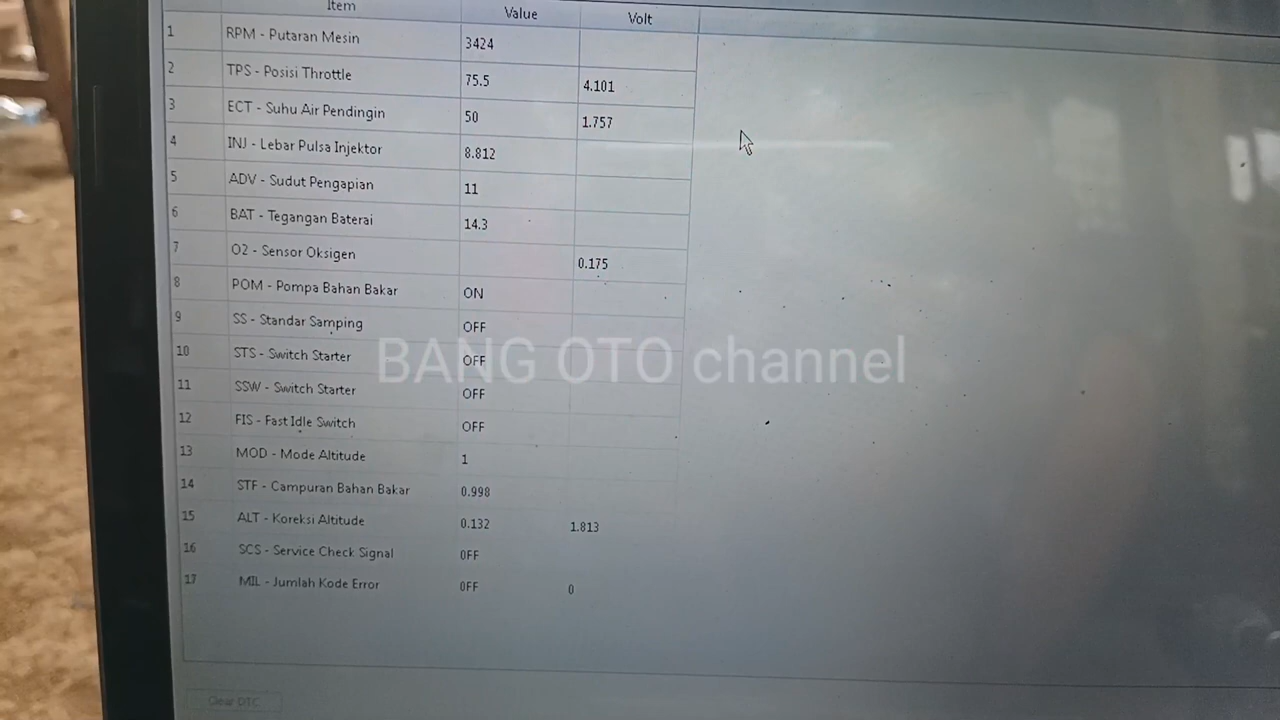 Item Value Volt
1 RPM - Putaran Mesin 3424
2 TPS - Posisi Throttle 75.5 4.101
3 ECT - Suhu Air Pendingin 50 1.757
4 INJ - Lebar Pulsa Injektor 8.812
5 ADV - Sudut Pengapian 11
6 BAT - Tegangan Baterai 14.3
7 O2 - Sensor Oksigen 0.175
8 POM - Pompa Bahan Bakar ON
9 SS - Standar Samping OFF
10 STS - Switch Starter OFF
BANG OTO channel
11 SSW - Switch Starter OFF
12 FIS - Fast Idle Switch OFF
13 MOD - Mode Altitude 1
14 STF - Campuran Bahan Bakar 0.998
15 ALT - Koreksi Altitude 0.132 1.813
16 SCS - Service Check Signal OFF
17 MIL - Jumlah Kode Error OFF 0
Clear DTC